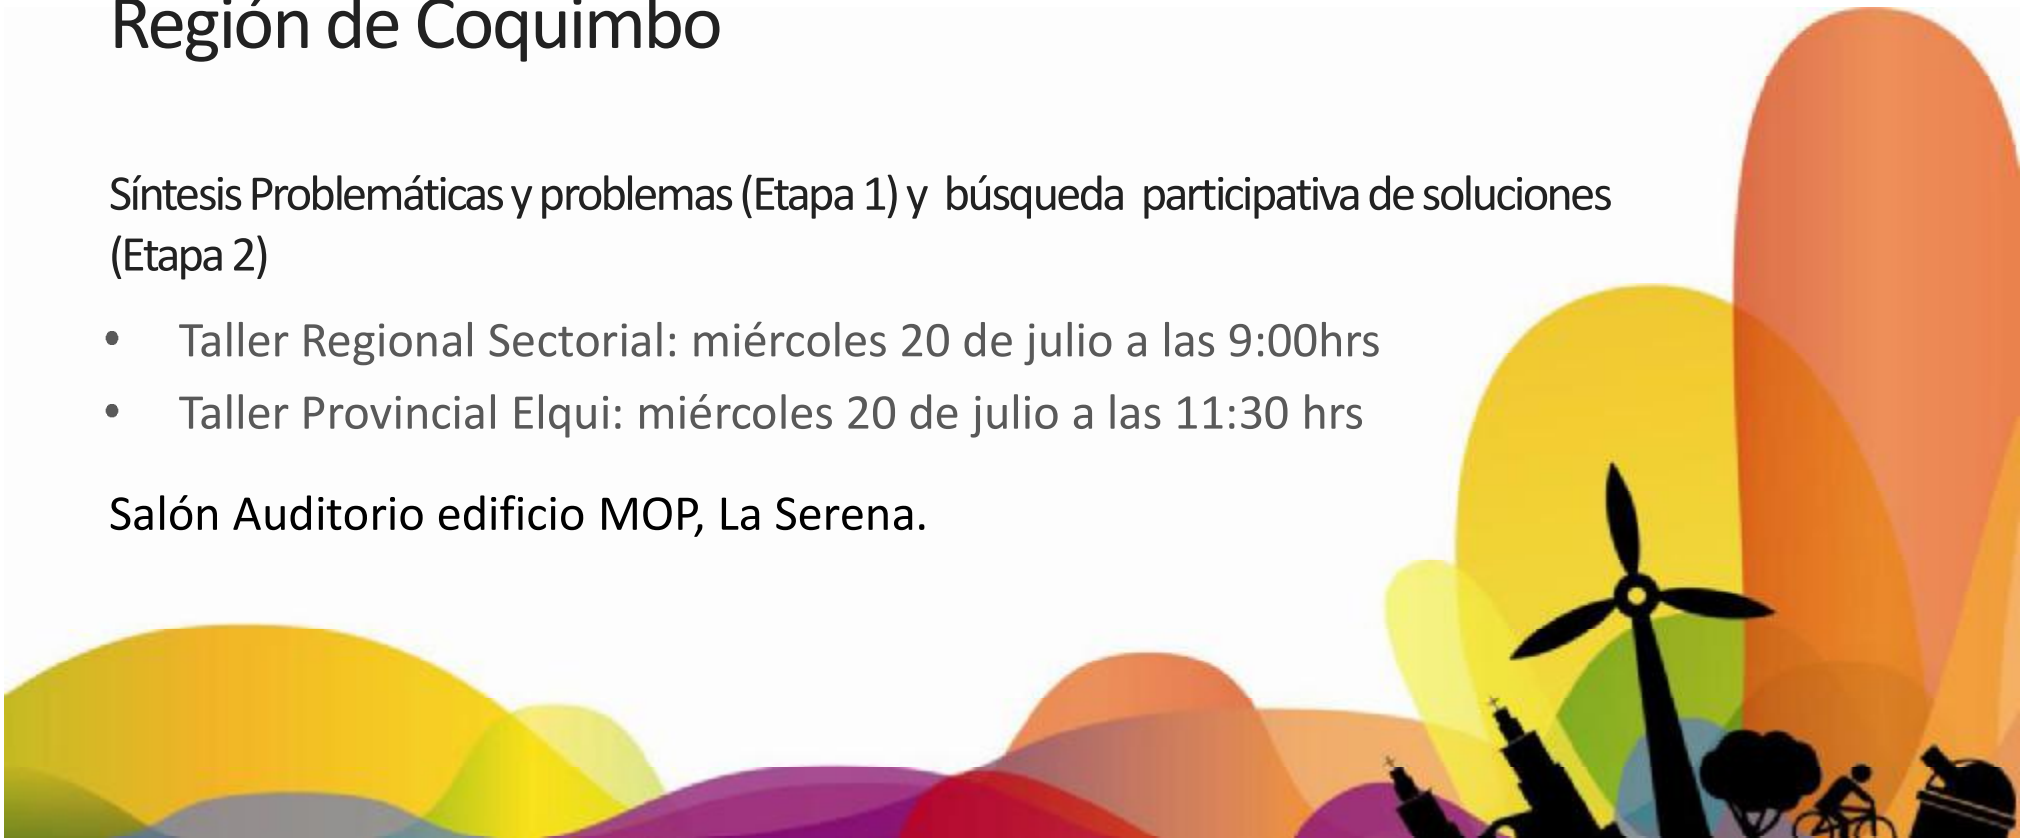 Región de Coquimbo
Síntesis Problemáticas y problemas (Etapa 1) y búsqueda participativa de soluciones
(Etapa 2)
• Taller Regional Sectorial: miércoles 20 de julio a las 9:00hrs
• Taller Provincial Elqui: miércoles 20 de julio a las 11:30 hrs
Salón Auditorio edificio MOP, La Serena.